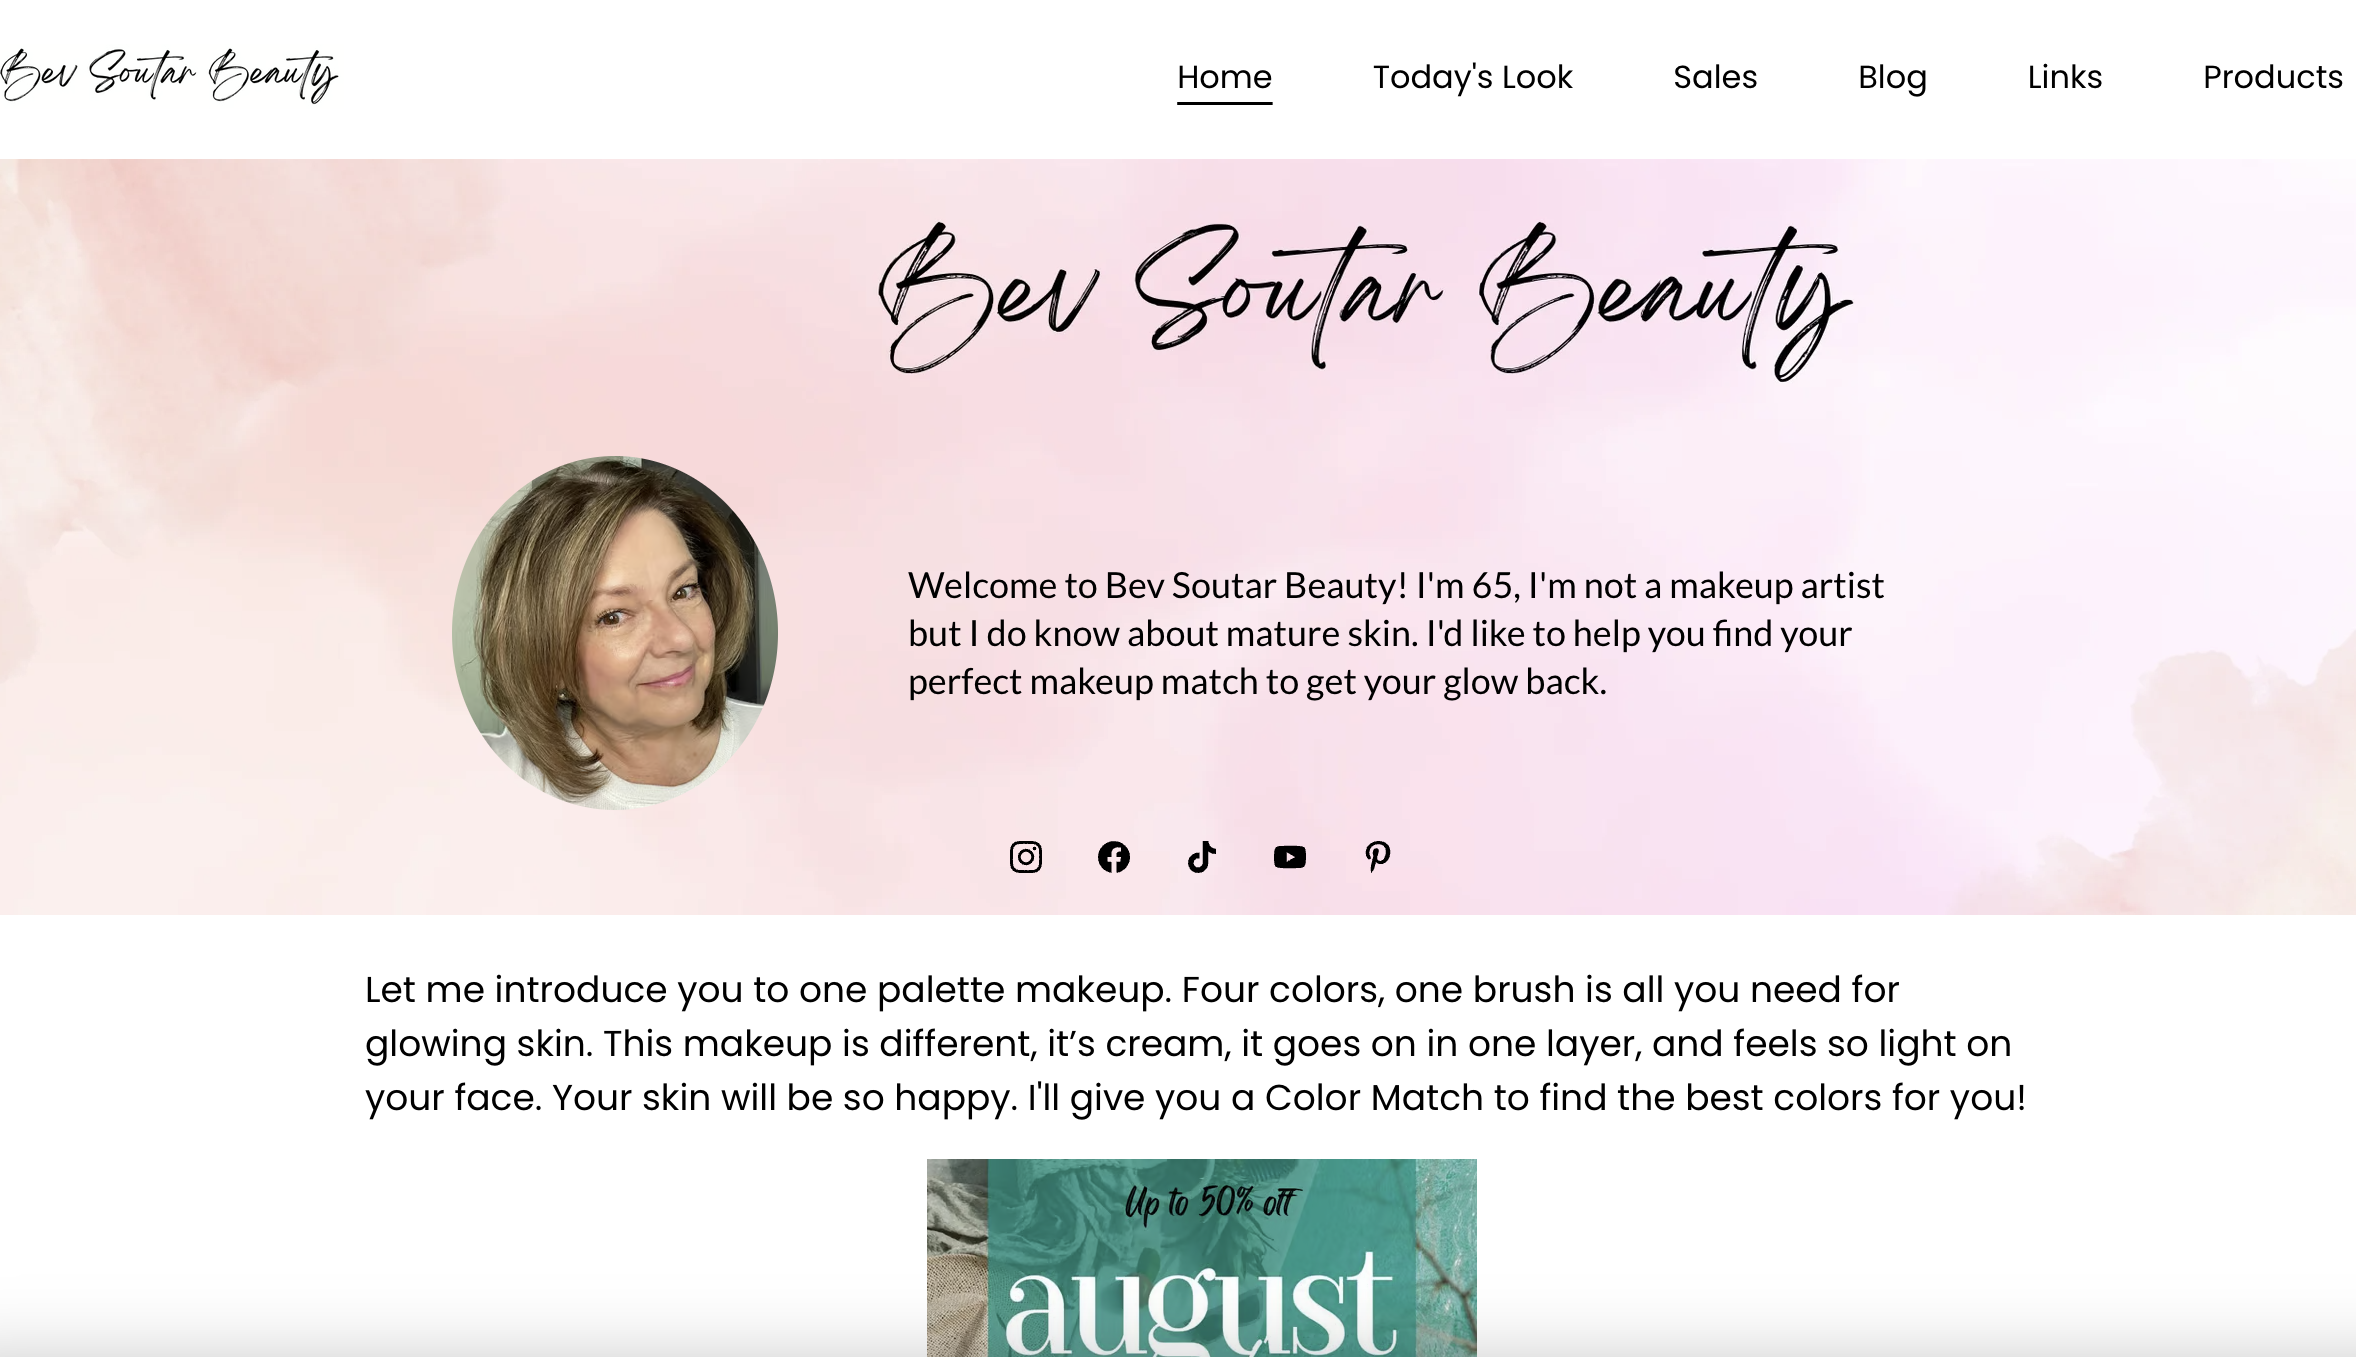 Bev Soutar Beauty
Home Today's Look Sales Blog Links Products
Bev Soutar Beauty
Welcome to Bev Soutar Beauty! I'm 65, I'm not a makeup artist
but I do know about mature skin. I'd like to help you find your
perfect makeup match to get your glow back.
Let me introduce you to one palette makeup. Four colors, one brush is all you need for
glowing skin. This makeup is different, it’s cream, it goes on in one layer, and feels so light on
your face. Your skin will be so happy. I'll give you a Color Match to find the best colors for you!
Up to 50% off
august